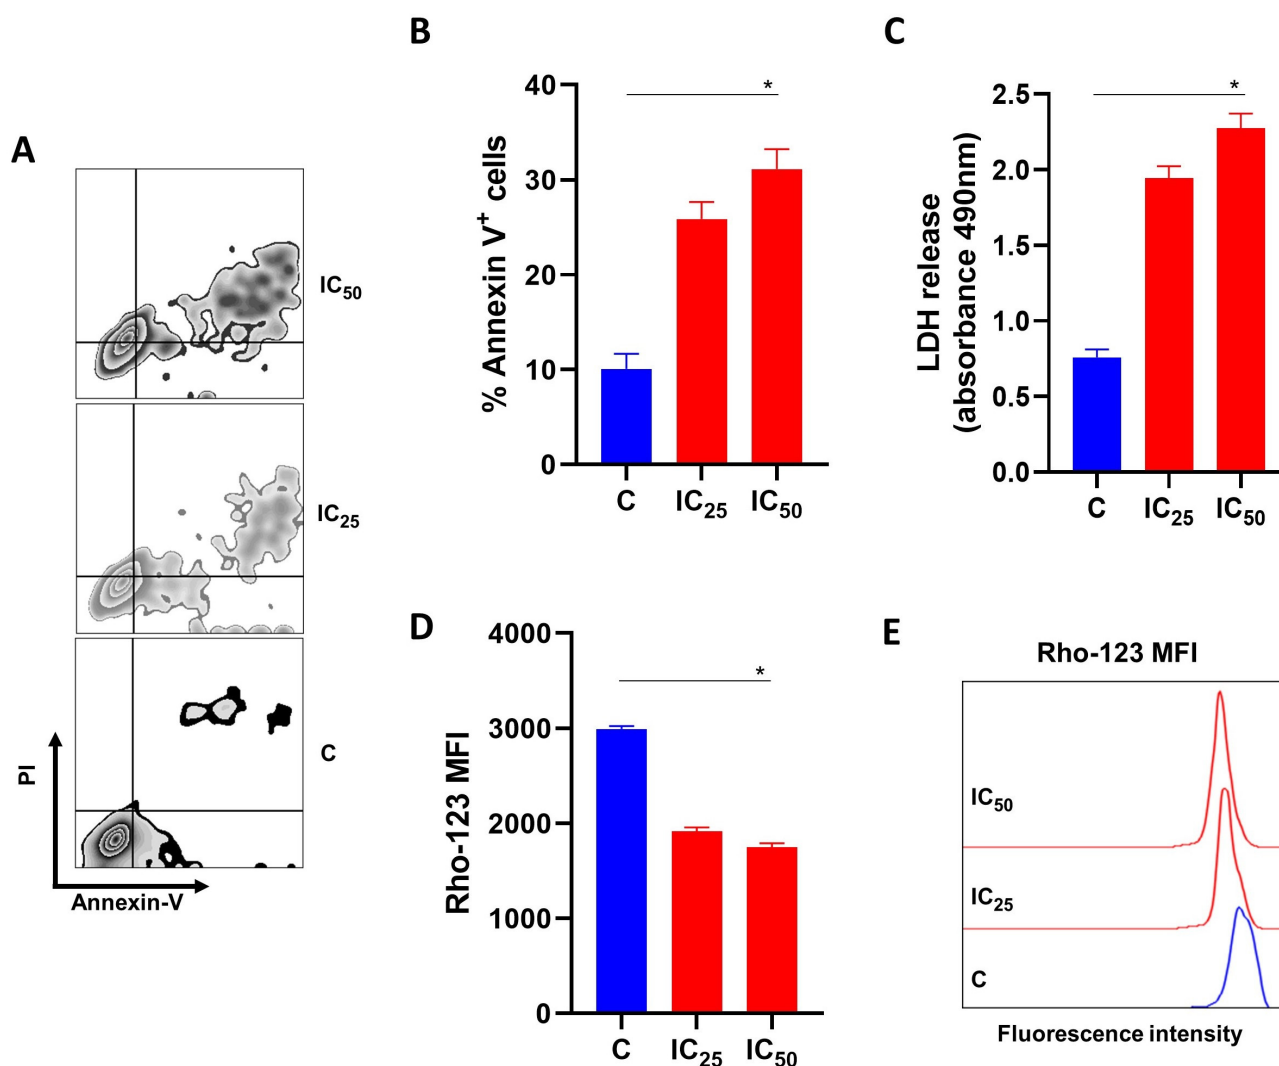 A
IC50
IC25
C
PI
Annexin-V
B
% Annexin V+ cells
40
30
20
10
0
*
C IC25 IC50
C
LDH release
(absorbance 490nm)
2.5
2.0
1.5
1.0
0.5
0.0
*
C IC25 IC50
D
Rho-123 MFI
4000
3000
2000
1000
0
*
C IC25 IC50
E
Rho-123 MFI
IC50
IC25
C
Fluorescence intensity